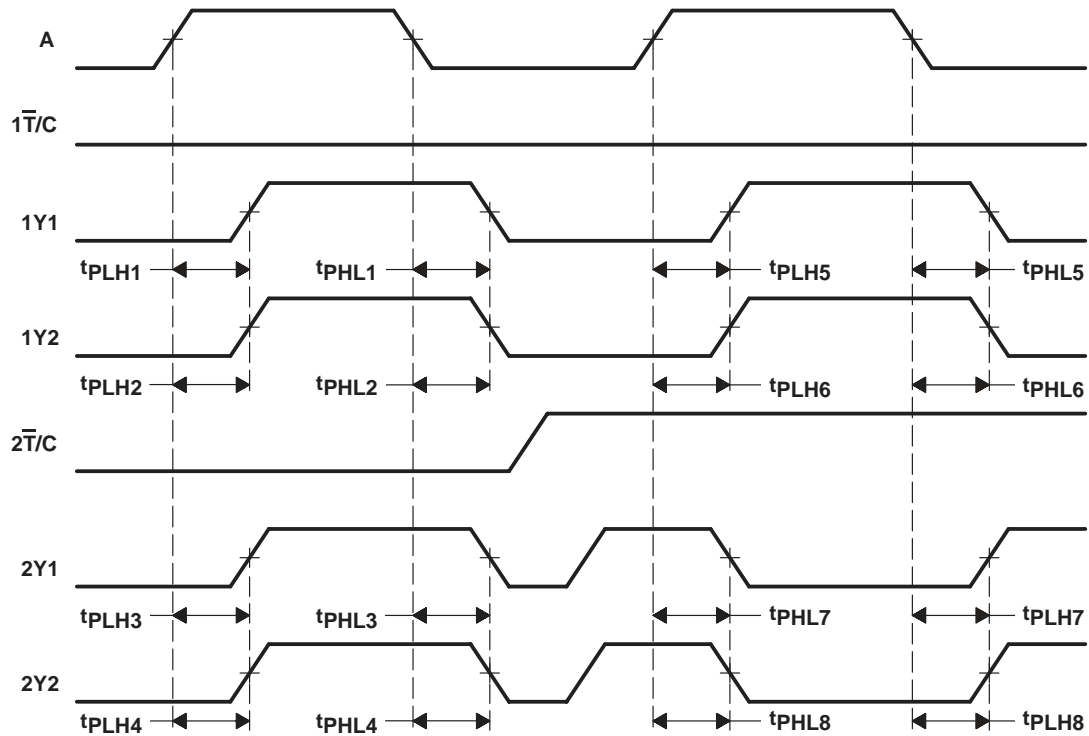 A
1T̅/C
1Y1
tPLH1 tPHL1 tPLH5 tPHL5
1Y2
tPLH2 tPHL2 tPLH6 tPHL6
2T̅/C
2Y1
tPLH3 tPHL3 tPHL7 tPLH7
2Y2
tPLH4 tPHL4 tPHL8 tPLH8